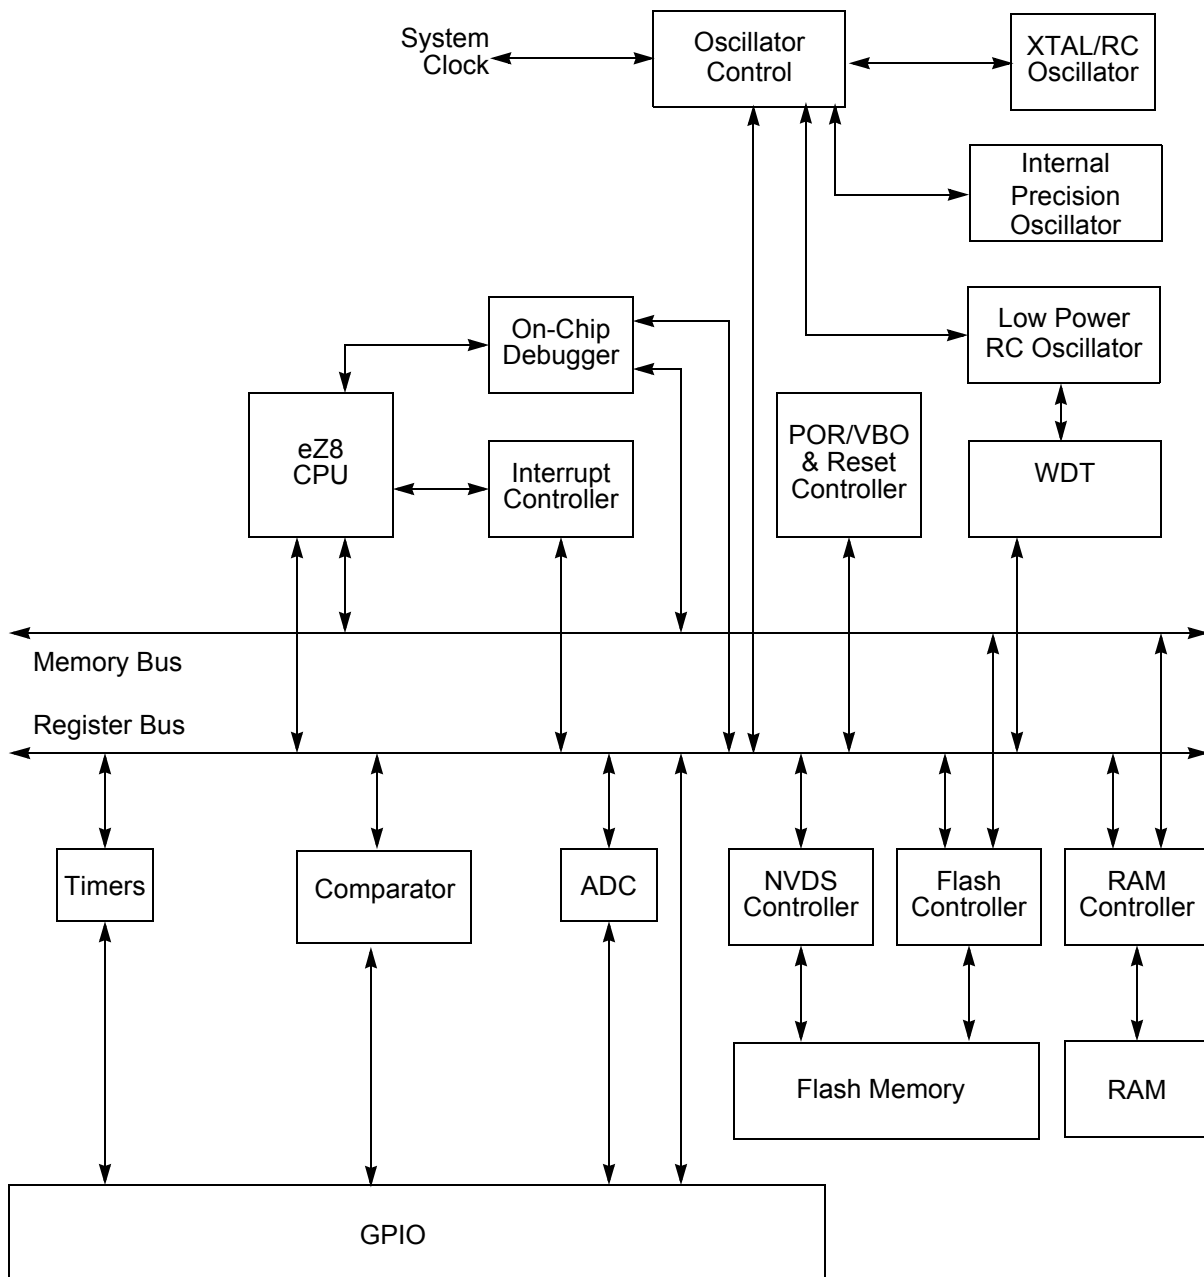 System
Clock
Oscillator
Control
XTAL/RC
Oscillator
Internal
Precision
Oscillator
Low Power
RC Oscillator
On-Chip
Debugger
eZ8
CPU
Interrupt
Controller
POR/VBO
& Reset
Controller
WDT
Memory Bus
Register Bus
Timers
Comparator
ADC
NVDS
Controller
Flash
Controller
RAM
Controller
Flash Memory
RAM
GPIO